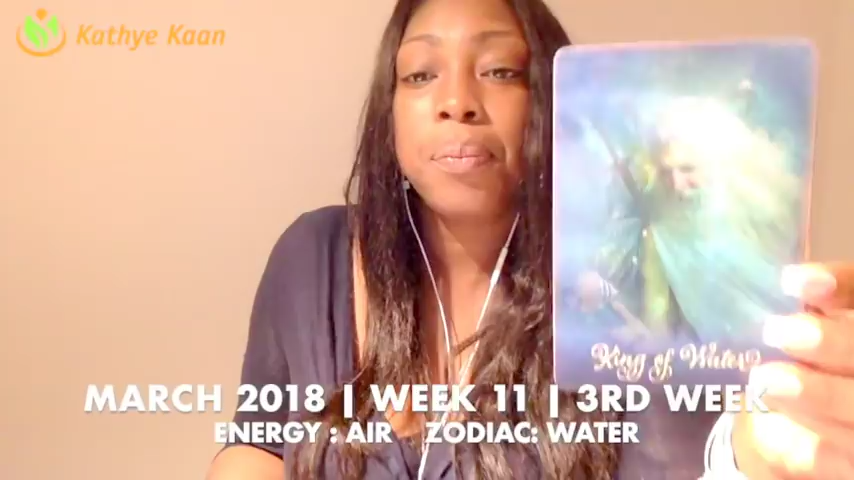 Kathye Kaan
King of Water
MARCH 2018 | WEEK 11 | 3RD WEEK
ENERGY : AIR ZODIAC: WATER